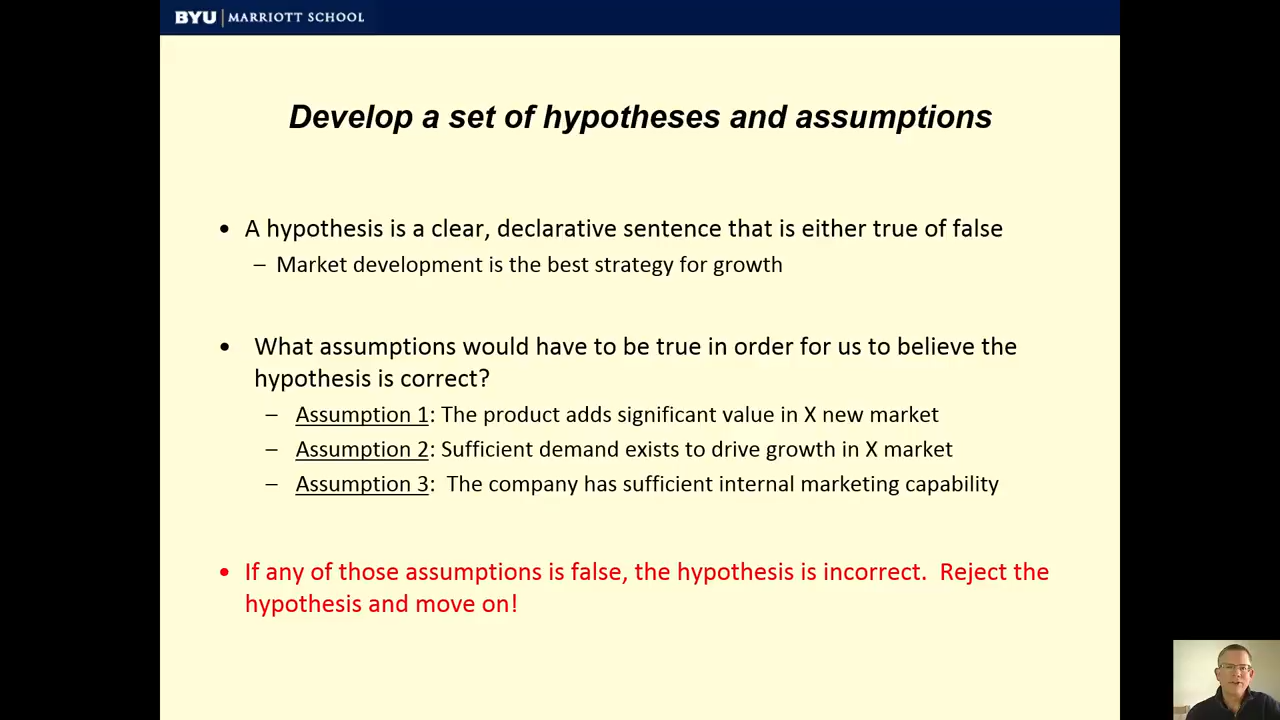 BYU | MARRIOTT SCHOOL
Develop a set of hypotheses and assumptions
• A hypothesis is a clear, declarative sentence that is either true of false
– Market development is the best strategy for growth
• What assumptions would have to be true in order for us to believe the
hypothesis is correct?
– Assumption 1: The product adds significant value in X new market
– Assumption 2: Sufficient demand exists to drive growth in X market
– Assumption 3:  The company has sufficient internal marketing capability
• If any of those assumptions is false, the hypothesis is incorrect.  Reject the
hypothesis and move on!